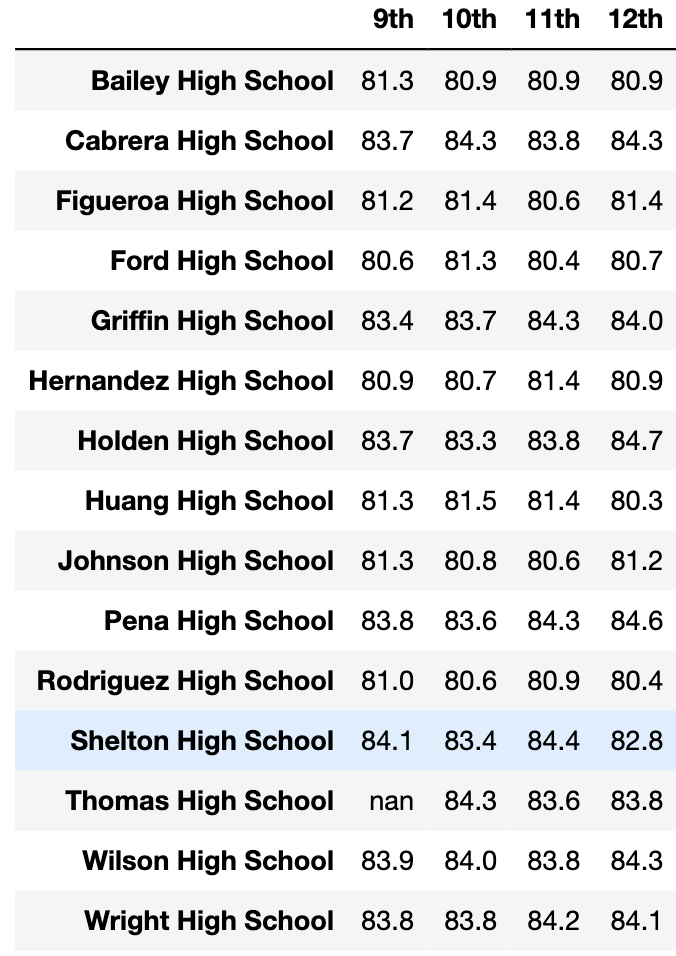 9th 10th 11th 12th
Bailey High School 81.3 80.9 80.9 80.9
Cabrera High School 83.7 84.3 83.8 84.3
Figueroa High School 81.2 81.4 80.6 81.4
Ford High School 80.6 81.3 80.4 80.7
Griffin High School 83.4 83.7 84.3 84.0
Hernandez High School 80.9 80.7 81.4 80.9
Holden High School 83.7 83.3 83.8 84.7
Huang High School 81.3 81.5 81.4 80.3
Johnson High School 81.3 80.8 80.6 81.2
Pena High School 83.8 83.6 84.3 84.6
Rodriguez High School 81.0 80.6 80.9 80.4
Shelton High School 84.1 83.4 84.4 82.8
Thomas High School nan 84.3 83.6 83.8
Wilson High School 83.9 84.0 83.8 84.3
Wright High School 83.8 83.8 84.2 84.1